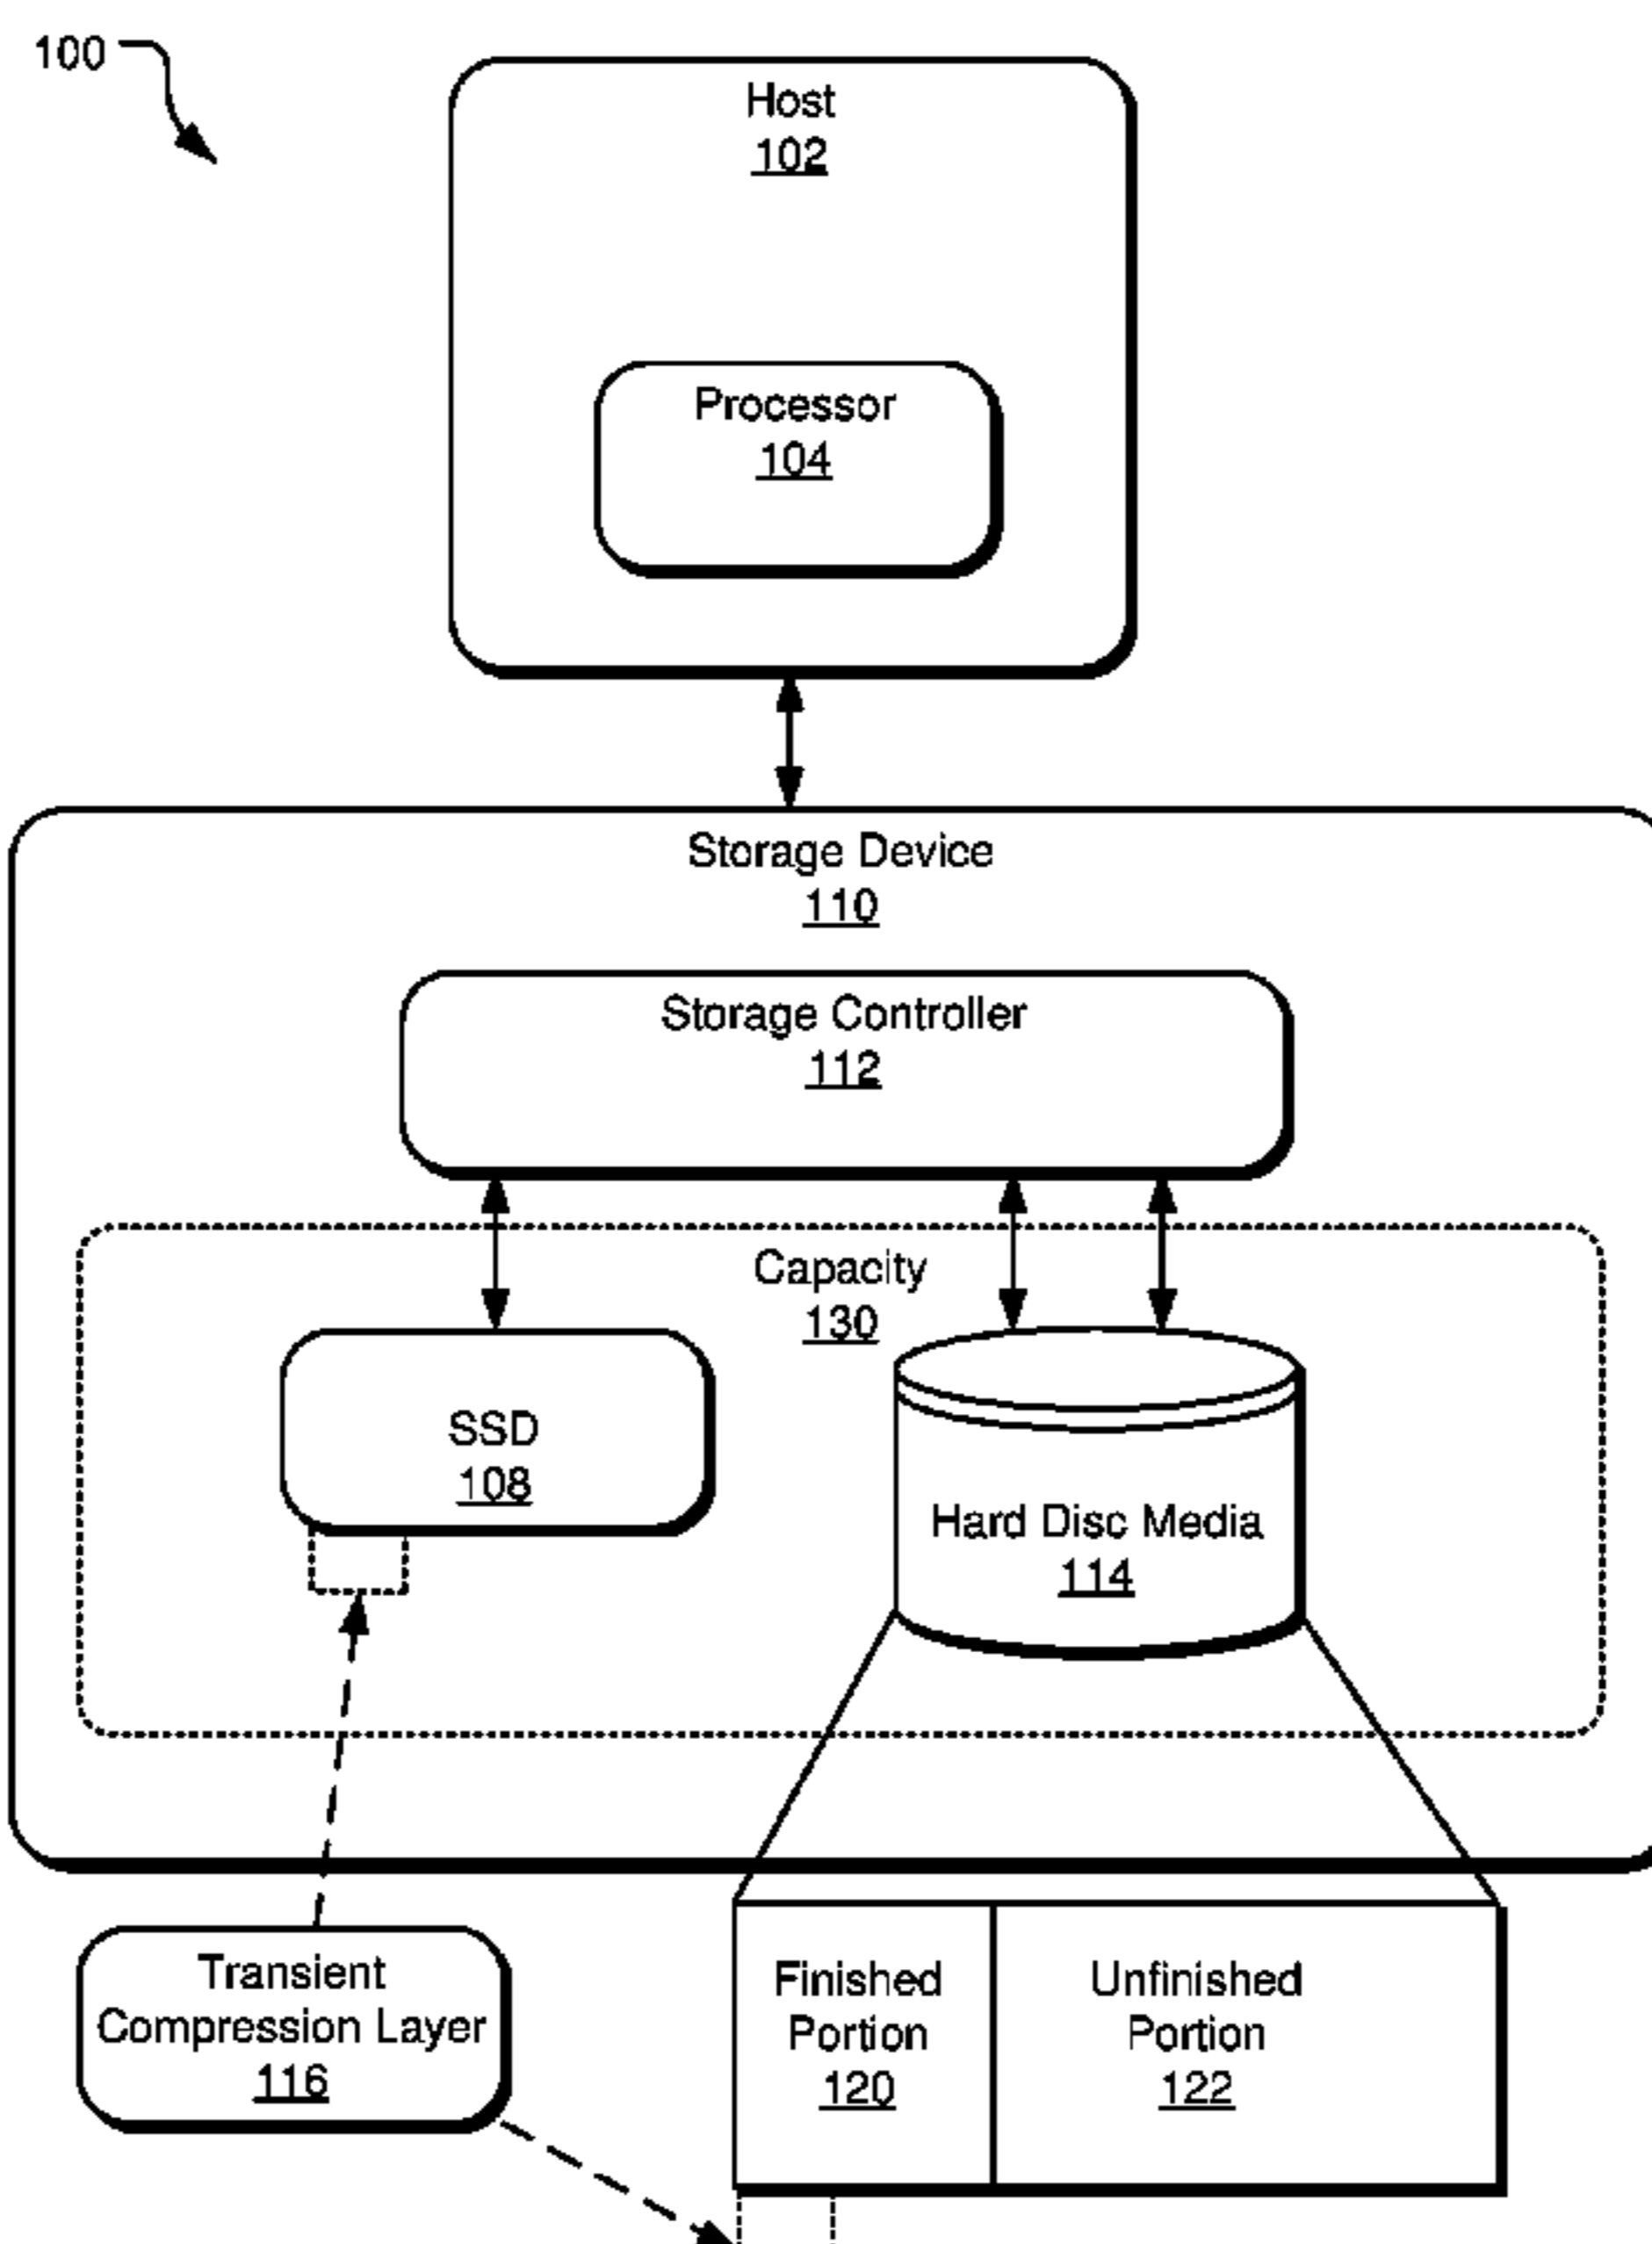 100
Host
102
Processor
104
Storage Device
110
Storage Controller
112
Capacity
130
SSD
108
Hard Disc Media
114
Transient
Compression Layer
116
Finished
Portion
120
Unfinished
Portion
122